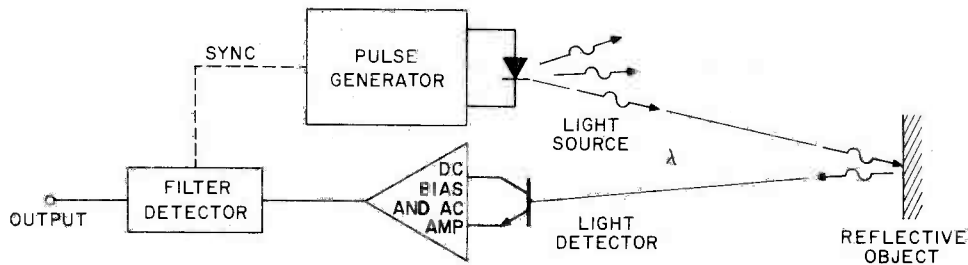 SYNC
PULSE
GENERATOR
LIGHT
SOURCE
λ
FILTER
DETECTOR
OUTPUT
DC
BIAS
AND AC
AMP
LIGHT
DETECTOR
REFLECTIVE
OBJECT